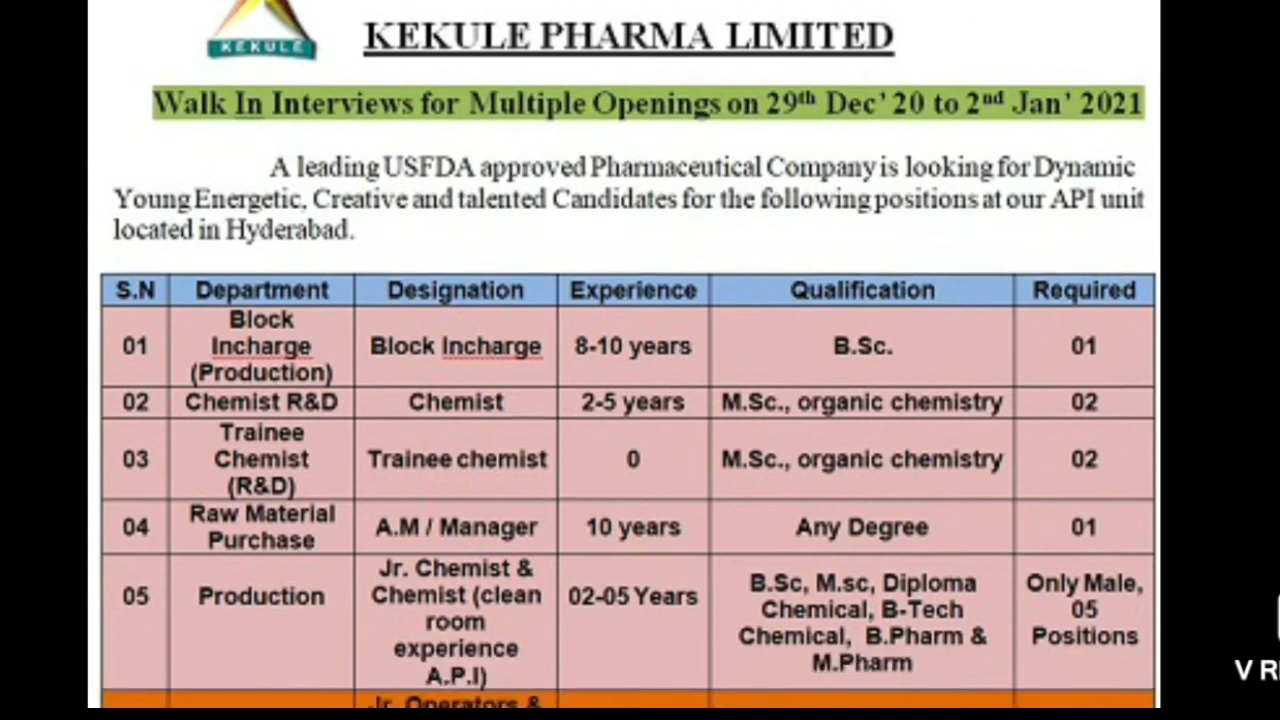 KEKULE
KEKULE PHARMA LIMITED
Walk In Interviews for Multiple Openings on 29th Dec' 20 to 2nd Jan' 2021
A leading USFDA approved Pharmaceutical Company is looking for Dynamic
Young Energetic, Creative and talented Candidates for the following positions at our API unit
located in Hyderabad.
S.N Department Designation Experience Qualification Required
01 Block Incharge (Production) Block Incharge 8-10 years B.Sc. 01
02 Chemist R&D Chemist 2-5 years M.Sc., organic chemistry 02
03 Trainee Chemist (R&D) Trainee chemist 0 M.Sc., organic chemistry 02
04 Raw Material Purchase A.M / Manager 10 years Any Degree 01
05 Production Jr. Chemist & Chemist (clean room experience A.P.I) 02-05 Years B.Sc, M.sc, Diploma Chemical, B-Tech Chemical, B.Pharm & M.Pharm Only Male, 05 Positions
Jr. Operators &